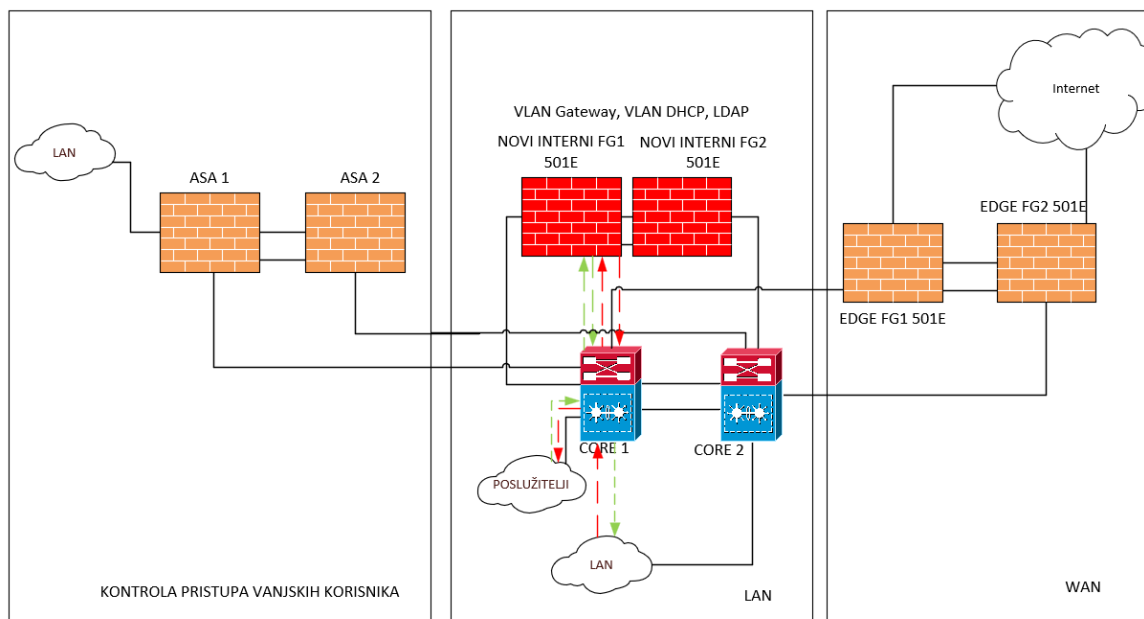 LAN
ASA 1
ASA 2
KONTROLA PRISTUPA VANJSKIH KORISNIKA
VLAN Gateway, VLAN DHCP, LDAP
NOVI INTERNI FG1
501E
NOVI INTERNI FG2
501E
CORE 1
CORE 2
POSLUŽITELJI
LAN
LAN
Internet
EDGE FG2 501E
EDGE FG1 501E
WAN